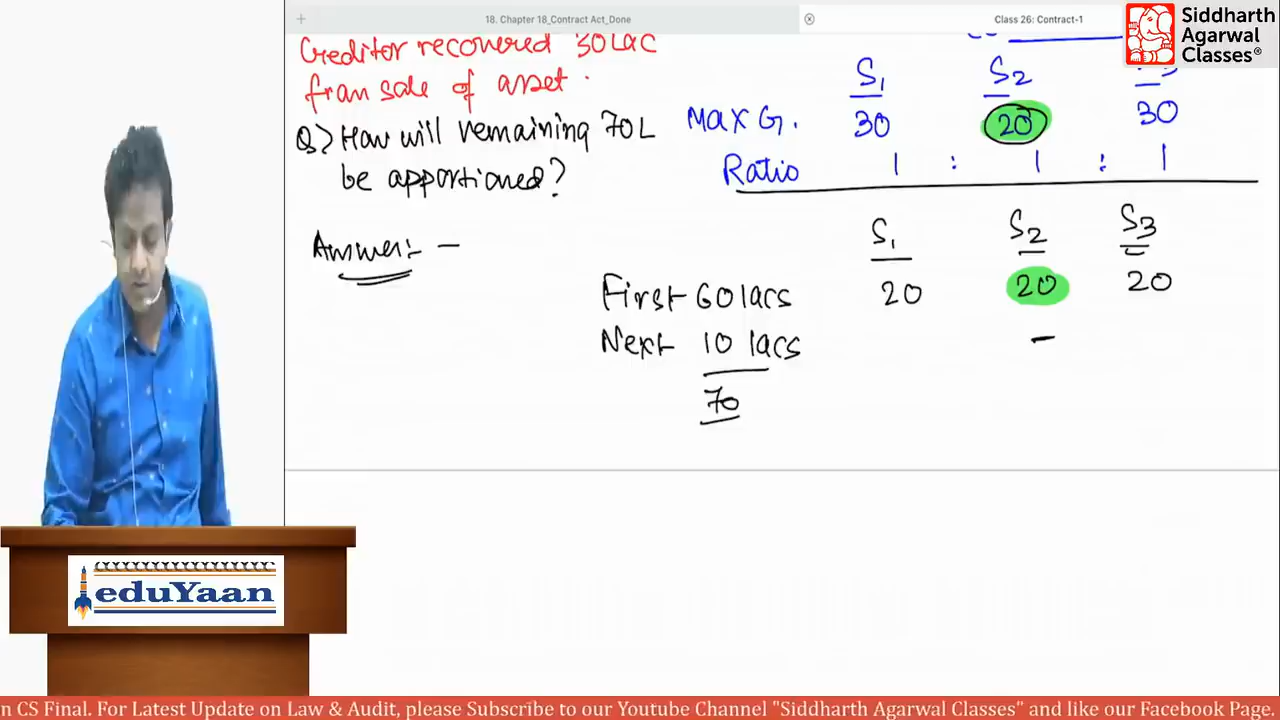 18. Chapter 18_Contract Act_Done
Class 26: Contract-1
Siddharth
Agarwal
Classes®
Creditor recovered 30 Lac
from sale of asset.
Q> How will remaining 70L
be apportioned?
S1 S2
Max G. 30 20 30
Ratio 1 : 1 : 1
Answer: -
S1 S2 S3
First 60 lacs 20 20 20
Next 10 lacs -
70
eduYaan
n CS Final. For Latest Update on Law & Audit, please Subscribe to our Youtube Channel "Siddharth Agarwal Classes" and like our Facebook Page.